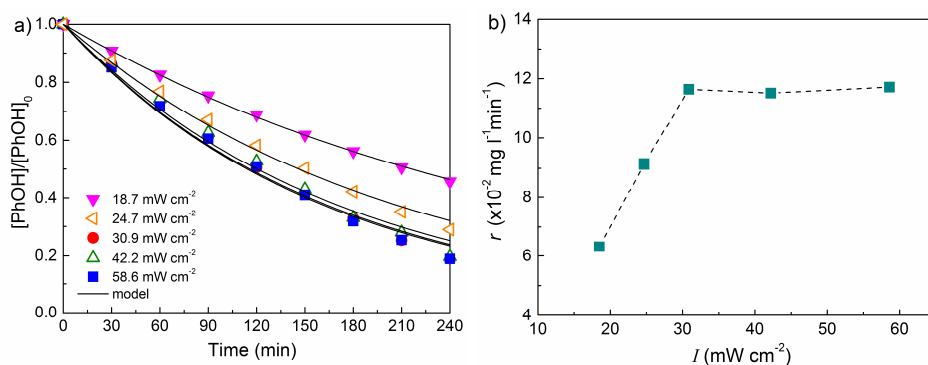 a)
[PhOH]/[PhOH]₀
1.0
0.8
0.6
0.4
0.2
0.0
18.7 mW cm⁻²
24.7 mW cm⁻²
30.9 mW cm⁻²
42.2 mW cm⁻²
58.6 mW cm⁻²
model
0 30 60 90 120 150 180 210 240
Time (min)
b)
r (x10⁻² mg l⁻¹min⁻¹)
14
12
10
8
6
4
10 20 30 40 50 60
I (mW cm⁻²)